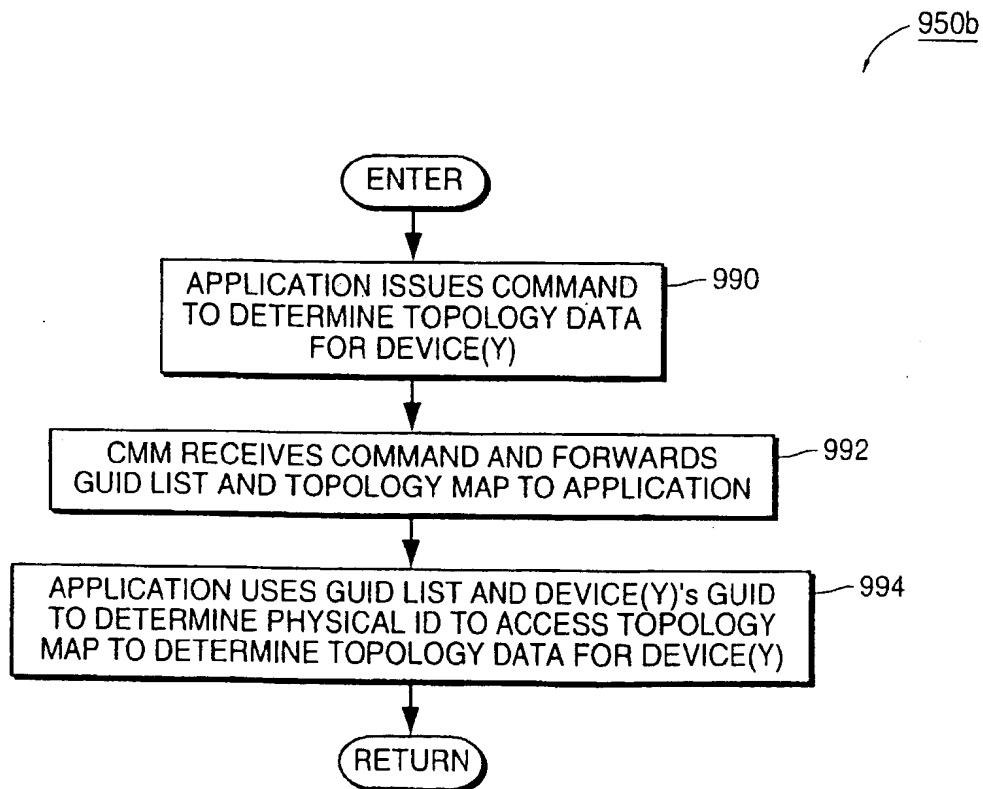 950b
ENTER
APPLICATION ISSUES COMMAND
TO DETERMINE TOPOLOGY DATA
FOR DEVICE(Y)
990
CMM RECEIVES COMMAND AND FORWARDS
GUID LIST AND TOPOLOGY MAP TO APPLICATION
992
APPLICATION USES GUID LIST AND DEVICE(Y)'s GUID
TO DETERMINE PHYSICAL ID TO ACCESS TOPOLOGY
MAP TO DETERMINE TOPOLOGY DATA FOR DEVICE(Y)
994
RETURN